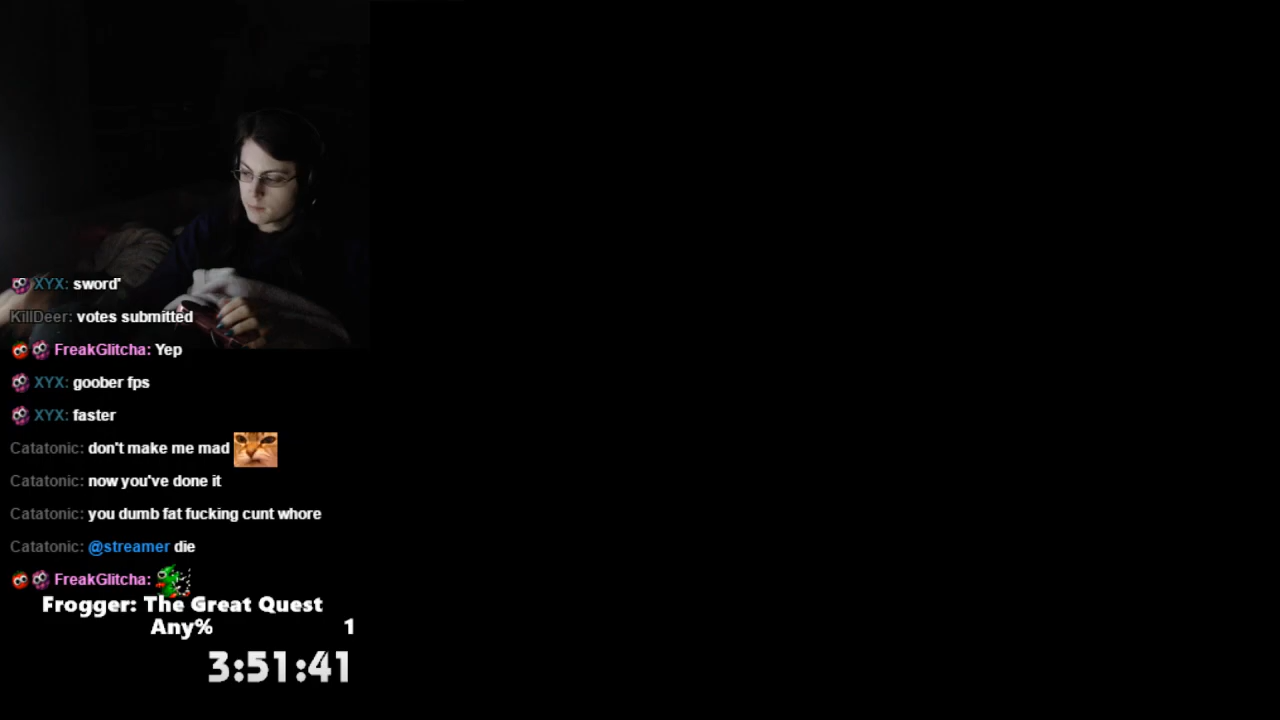 XYX: sword'
KillDeer: votes submitted
FreakGlitcha: Yep
XYX: goober fps
XYX: faster
Catatonic: don't make me mad
Catatonic: now you've done it
Catatonic: you dumb fat fucking cunt whore
Catatonic: @streamer die
FreakGlitcha:
Frogger: The Great Quest
Any% 1
3:51:41